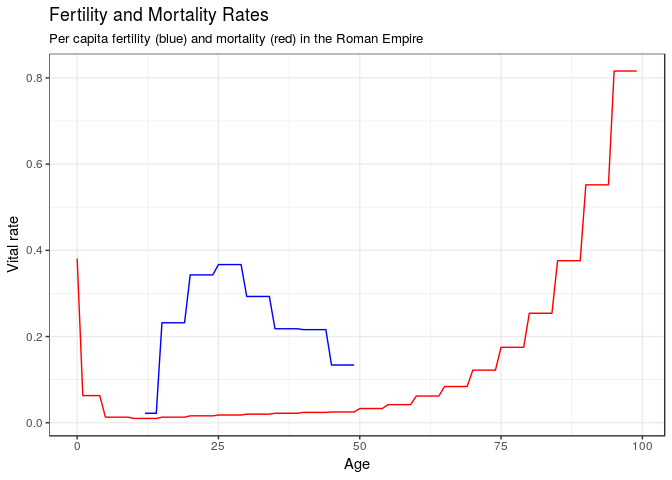 Fertility and Mortality Rates
Per capita fertility (blue) and mortality (red) in the Roman Empire
Vital rate
0.8
0.6
0.4
0.2
0.0
0 25 50 75 100
Age